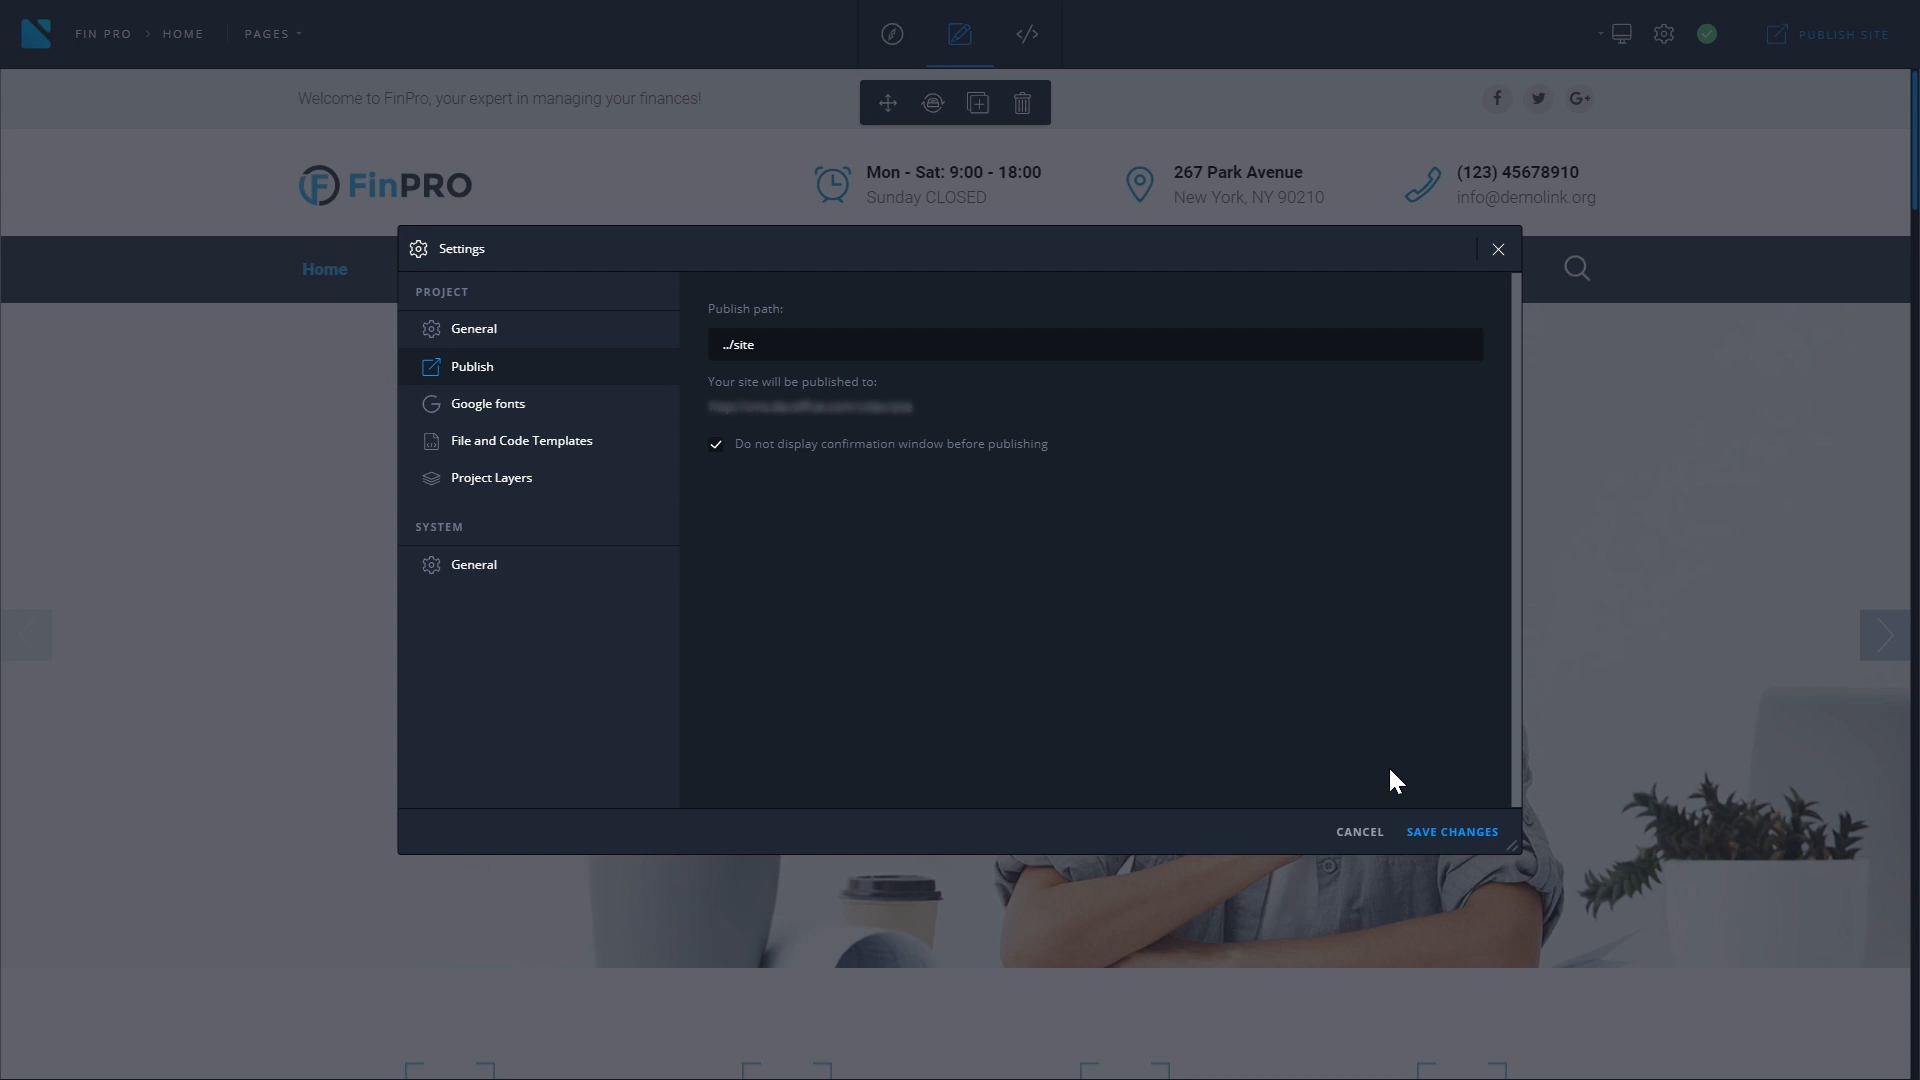 FIN PRO > HOME PAGES
PUBLISH SITE
Welcome to FinPro, your expert in managing your finances!
FinPRO
Mon - Sat: 9:00 - 18:00
Sunday CLOSED
267 Park Avenue
New York, NY 90210
(123) 45678910
info@demolink.org
Home
Settings
PROJECT
General
Publish
Google fonts
File and Code Templates
Project Layers
SYSTEM
General
Publish path:
../site
Your site will be published to:
Do not display confirmation window before publishing
CANCEL
SAVE CHANGES